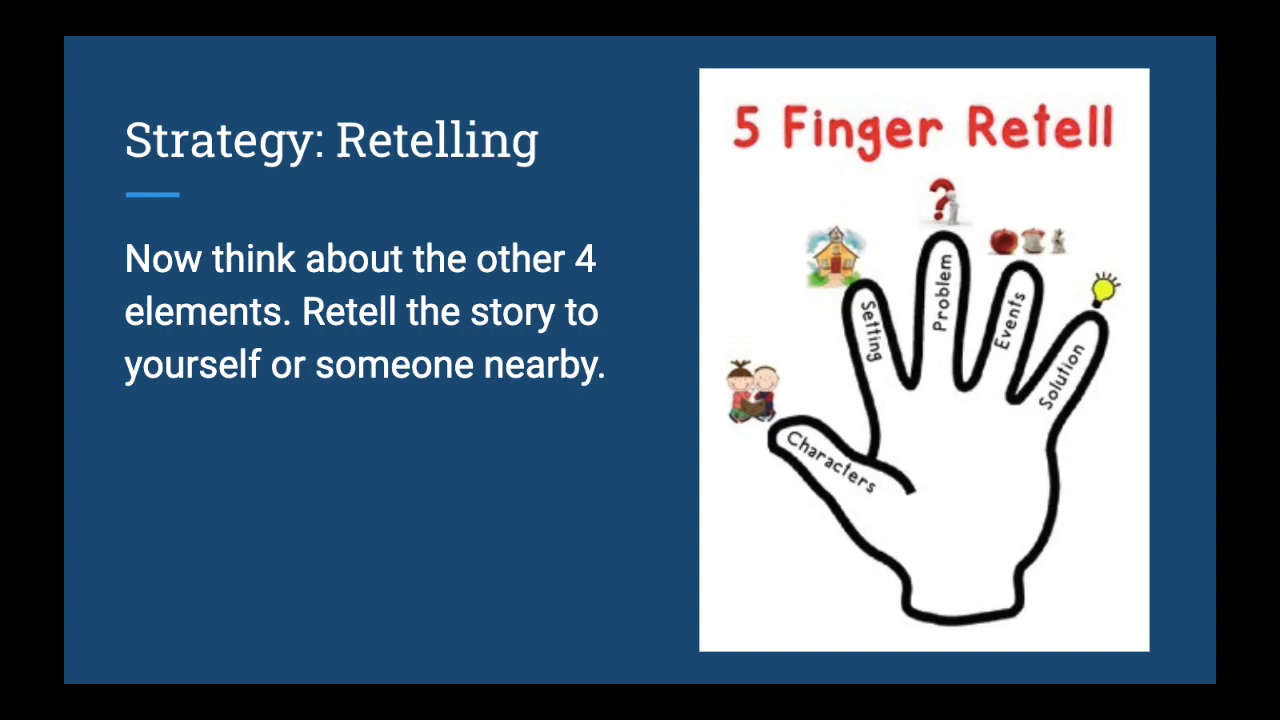 Strategy: Retelling
Now think about the other 4
elements. Retell the story to
yourself or someone nearby.
5 Finger Retell
Characters
Setting
Problem
Events
Solution